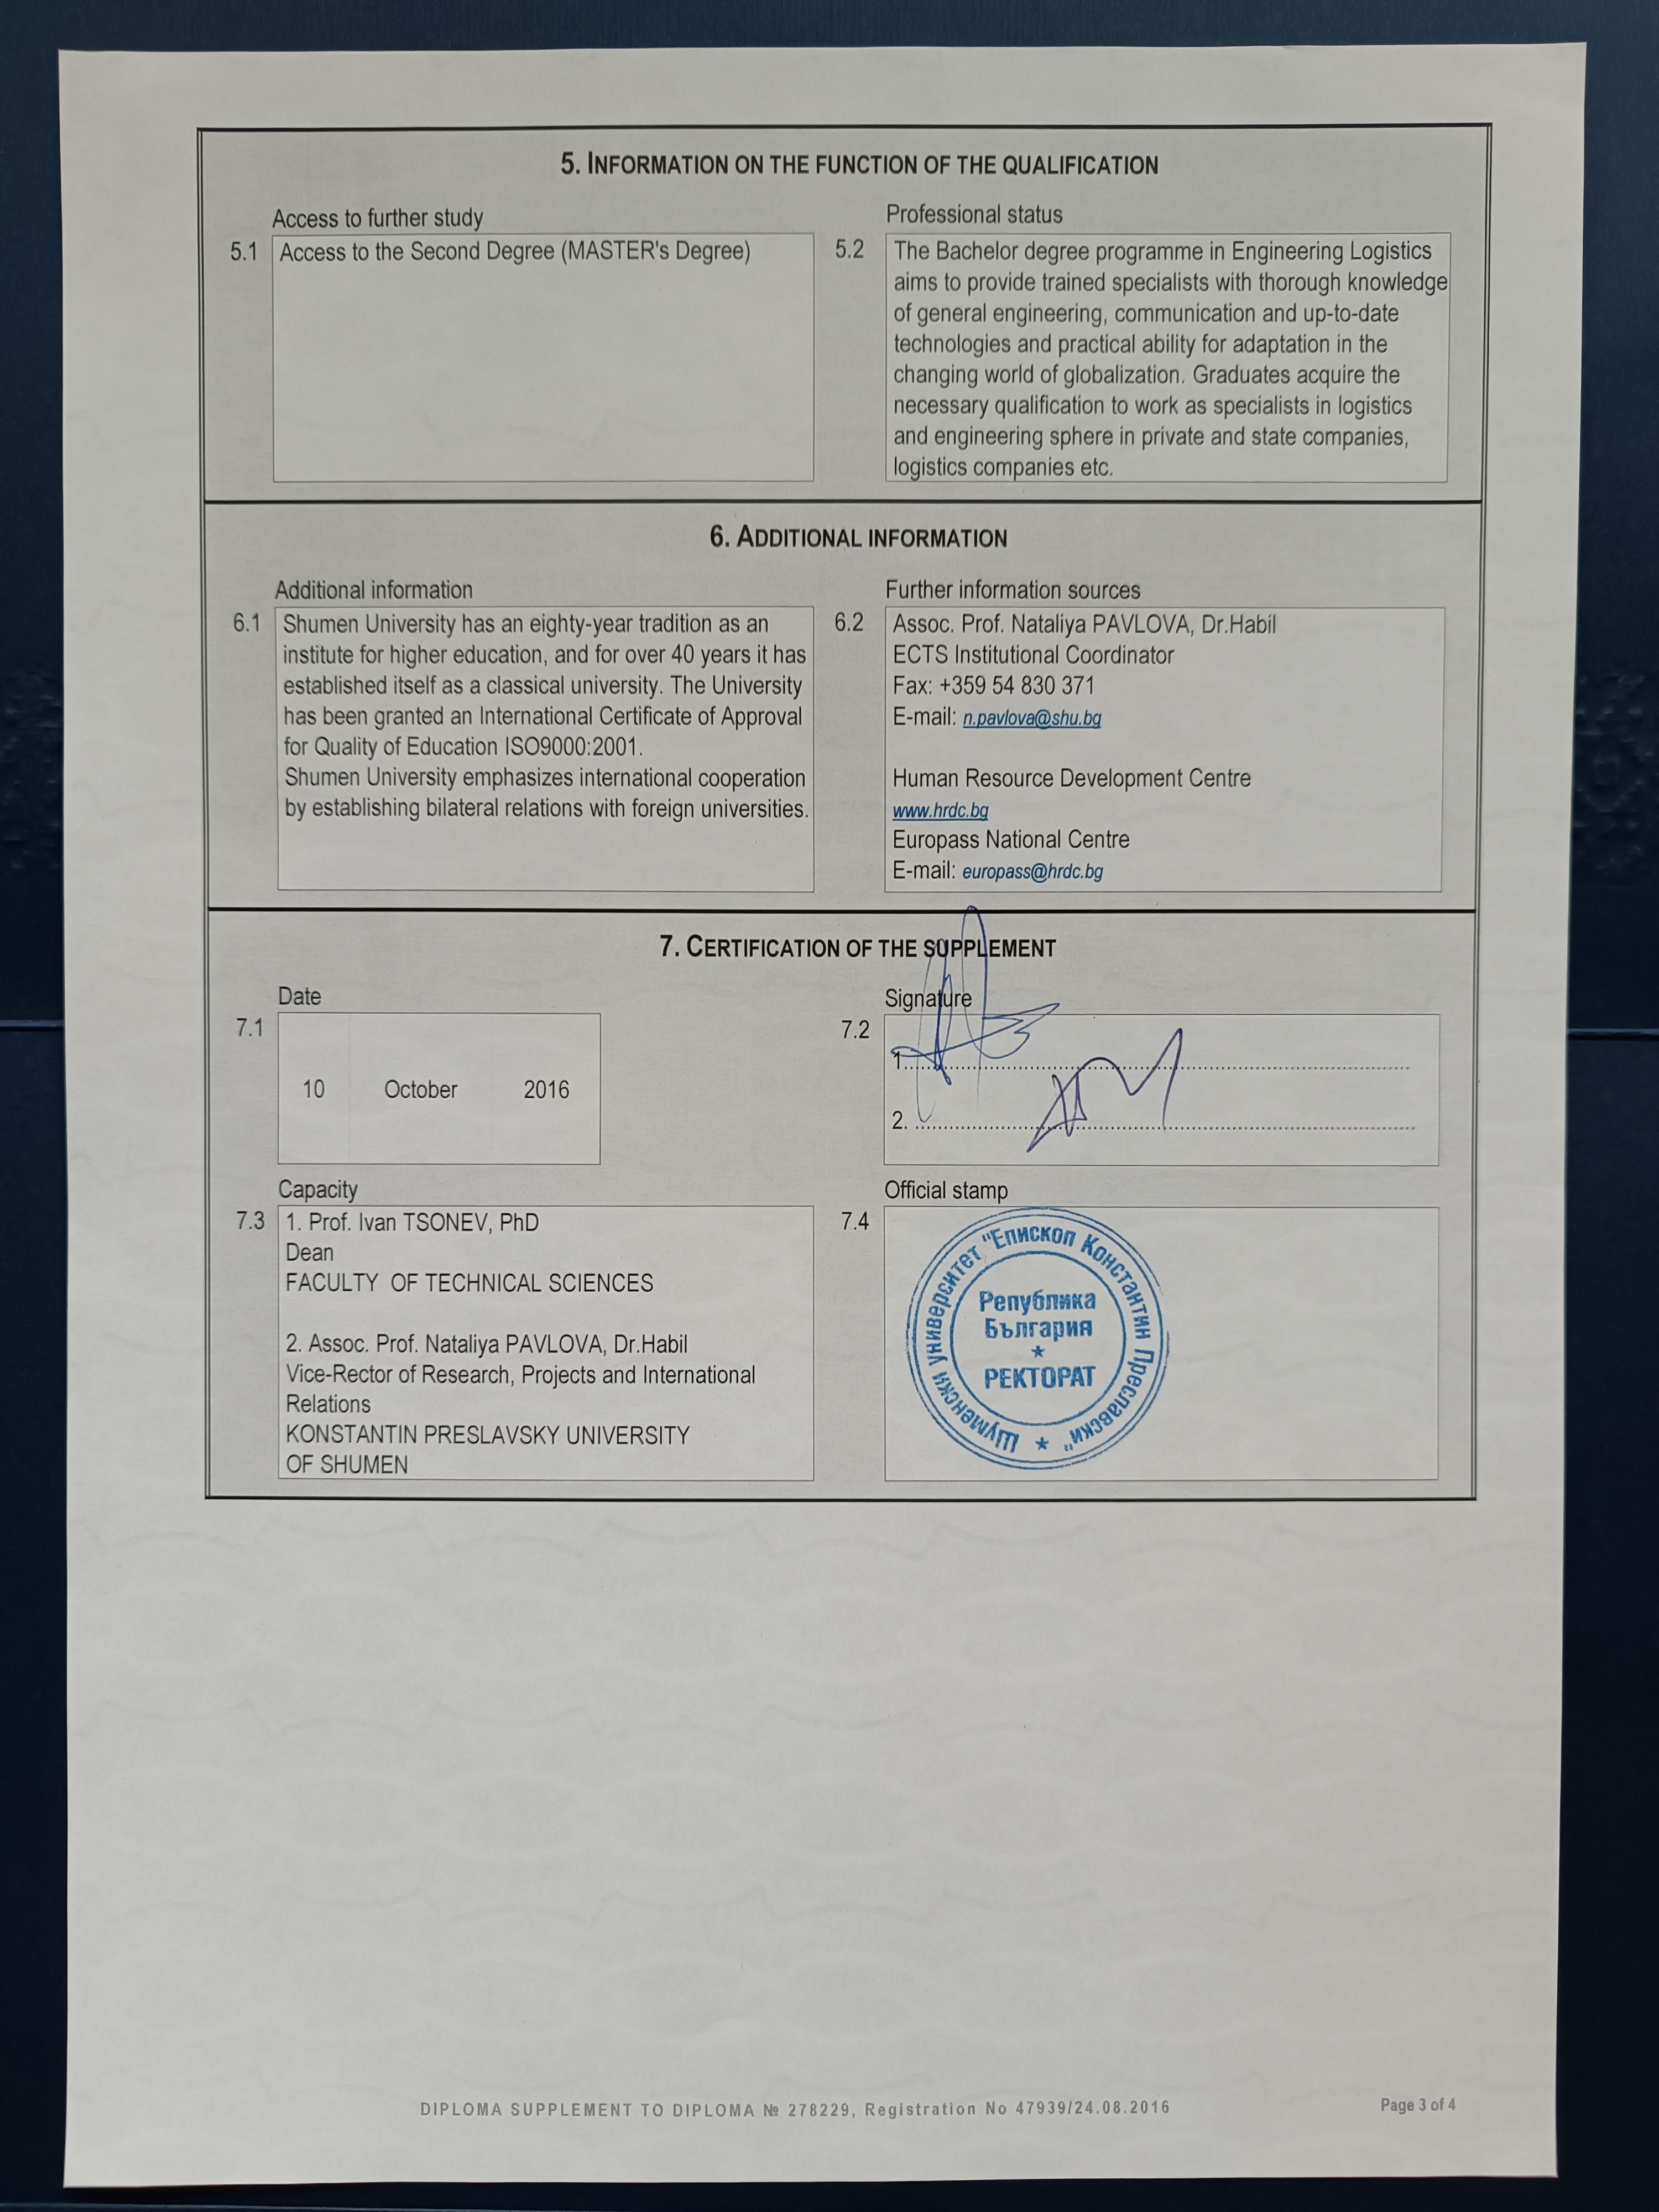 5. INFORMATION ON THE FUNCTION OF THE QUALIFICATION
Access to further study
5.1
Access to the Second Degree (MASTER's Degree)
Professional status
5.2
The Bachelor degree programme in Engineering Logistics
aims to provide trained specialists with thorough knowledge
of general engineering, communication and up-to-date
technologies and practical ability for adaptation in the
changing world of globalization. Graduates acquire the
necessary qualification to work as specialists in logistics
and engineering sphere in private and state companies,
logistics companies etc.
6. ADDITIONAL INFORMATION
Additional information
6.1
Shumen University has an eighty-year tradition as an
institute for higher education, and for over 40 years it has
established itself as a classical university. The University
has been granted an International Certificate of Approval
for Quality of Education ISO9000:2001.
Shumen University emphasizes international cooperation
by establishing bilateral relations with foreign universities.
Further information sources
6.2
Assoc. Prof. Nataliya PAVLOVA, Dr.Habil
ECTS Institutional Coordinator
Fax: +359 54 830 371
E-mail: n.pavlova@shu.bg
Human Resource Development Centre
www.hrdc.bg
Europass National Centre
E-mail: europass@hrdc.bg
7. CERTIFICATION OF THE SUPPLEMENT
Date
7.1
10 October 2016
Signature
7.2
1.
2.
Capacity
7.3
1. Prof. Ivan TSONEV, PhD
Dean
FACULTY OF TECHNICAL SCIENCES
2. Assoc. Prof. Nataliya PAVLOVA, Dr.Habil
Vice-Rector of Research, Projects and International
Relations
KONSTANTIN PRESLAVSKY UNIVERSITY
OF SHUMEN
Official stamp
7.4
Шуменски университет "Епископ Константин Преславски"
Република
България
РЕКТОРАТ
DIPLOMA SUPPLEMENT TO DIPLOMA № 278229, Registration No 47939/24.08.2016
Page 3 of 4